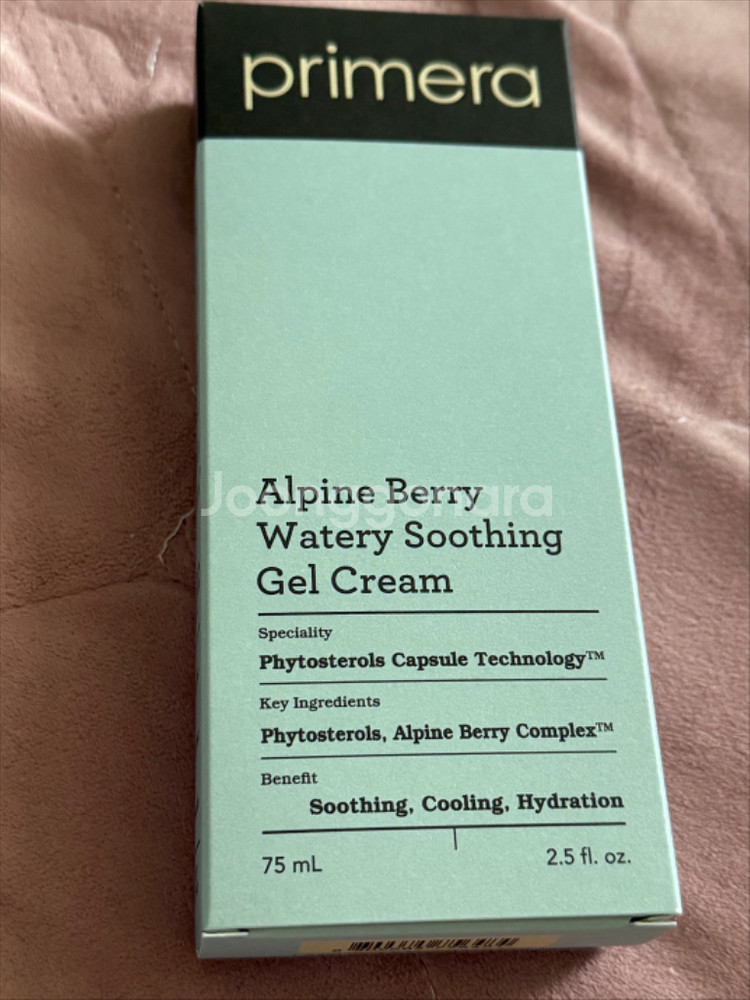 primera
Alpine Berry
Joonggonara
Watery Soothing
Gel Cream
Speciality
Phytosterols Capsule Technology™
Key Ingredients
Phytosterols, Alpine Berry Complex™
Benefit
Soothing, Cooling, Hydration
75 mL
2.5 fl. oz.